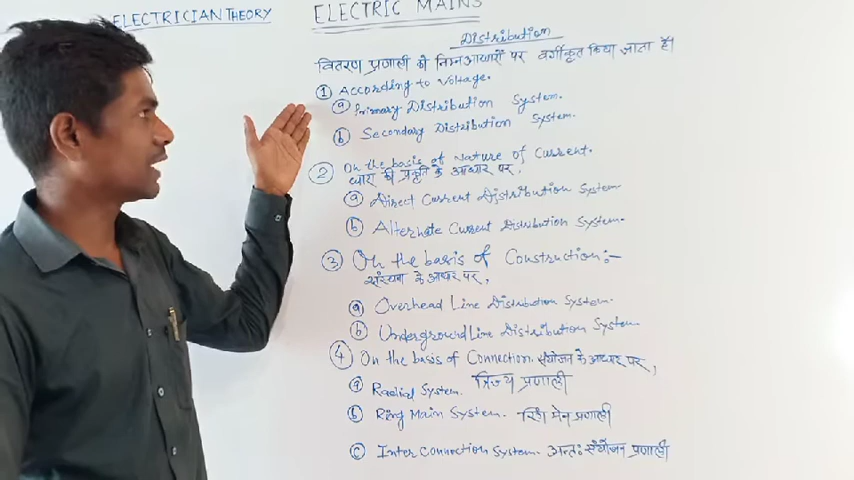 ELECTRICIAN THEORY
ELECTRIC MAINS
Distribution
वितरण प्रणाली को निम्न आधारों पर वर्गीकृत किया जाता है।
① According to Voltage.
ⓐ Primary Distribution System.
ⓑ Secondary Distribution System.
② On the basis of Nature of Current.
धारा की प्रकृति के आधार पर,
ⓐ Direct Current Distribution System
ⓑ Alternate Current Distribution System.
③ On the basis of Construction:-
संरचना के आधार पर,
ⓐ Overhead Line Distribution System.
ⓑ Underground Line Distribution System
④ On the basis of Connection संयोजन के आधार पर,
ⓐ Radial System. त्रिज्य प्रणाली
ⓑ Ring Main System. रिंग मेन प्रणाली
ⓒ Inter Connection System. अन्तः संयोजन प्रणाली